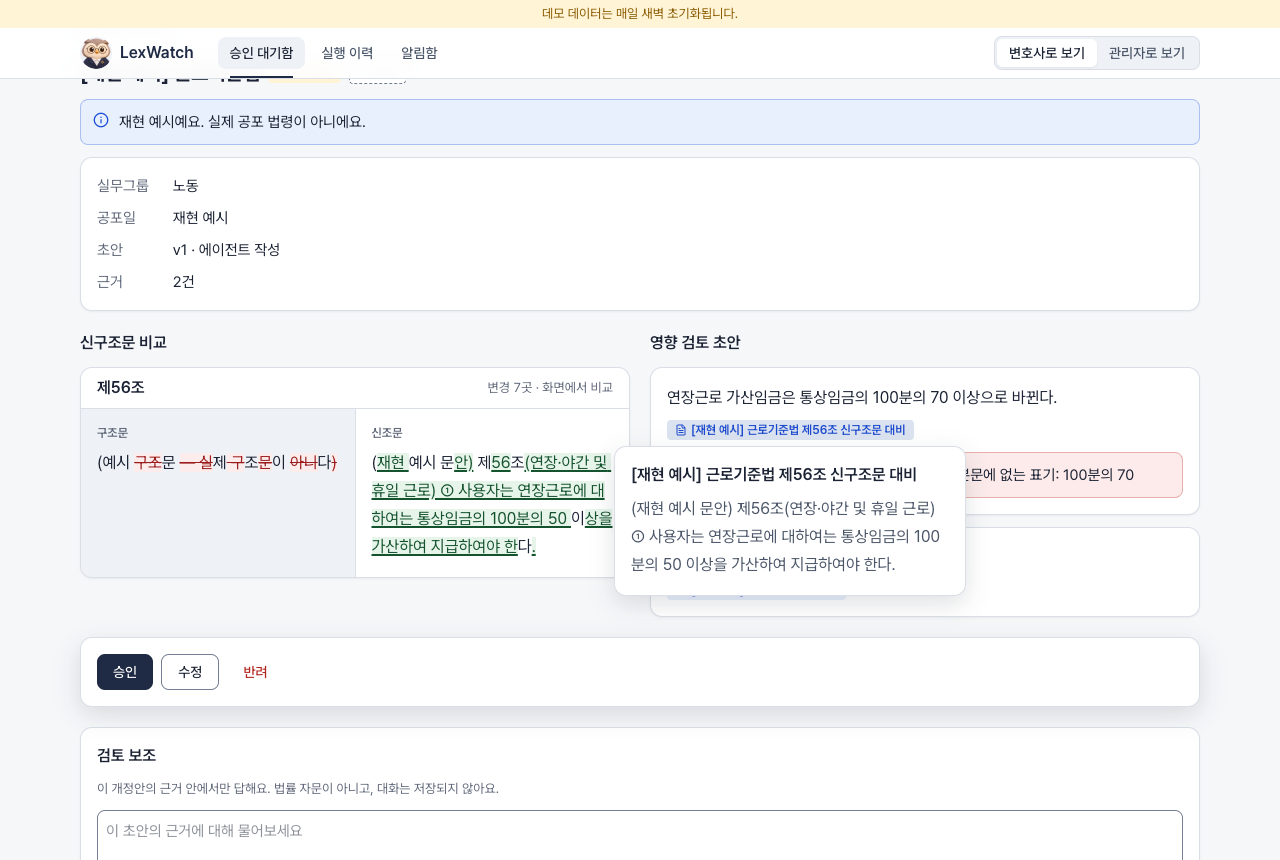 데모 데이터는 매일 새벽 초기화됩니다.
LexWatch
승인 대기함
실행 이력
알림함
변호사로 보기
관리자로 보기
재현 예시예요. 실제 공포 법령이 아니에요.
실무그룹 노동
공포일 재현 예시
초안 v1 · 에이전트 작성
근거 2건
신구조문 비교
제56조
변경 7곳 · 화면에서 비교
구조문
(예시 구조문 — 실제 구조문이 아니다)
신조문
(재현 예시 문안) 제56조(연장·야간 및
휴일 근로) ① 사용자는 연장근로에 대
하여는 통상임금의 100분의 50 이상을
가산하여 지급하여야 한다.
영향 검토 초안
연장근로 가산임금은 통상임금의 100분의 70 이상으로 바뀐다.
[재현 예시] 근로기준법 제56조 신구조문 대비
없는 표기: 100분의 70
[재현 예시] 근로기준법 제56조 신구조문 대비
(재현 예시 문안) 제56조(연장·야간 및 휴일 근로)
① 사용자는 연장근로에 대하여는 통상임금의 100
분의 50 이상을 가산하여 지급하여야 한다.
승인
수정
반려
검토 보조
이 개정안의 근거 안에서만 답해요. 법률 자문이 아니고, 대화는 저장되지 않아요.
이 초안의 근거에 대해 물어보세요